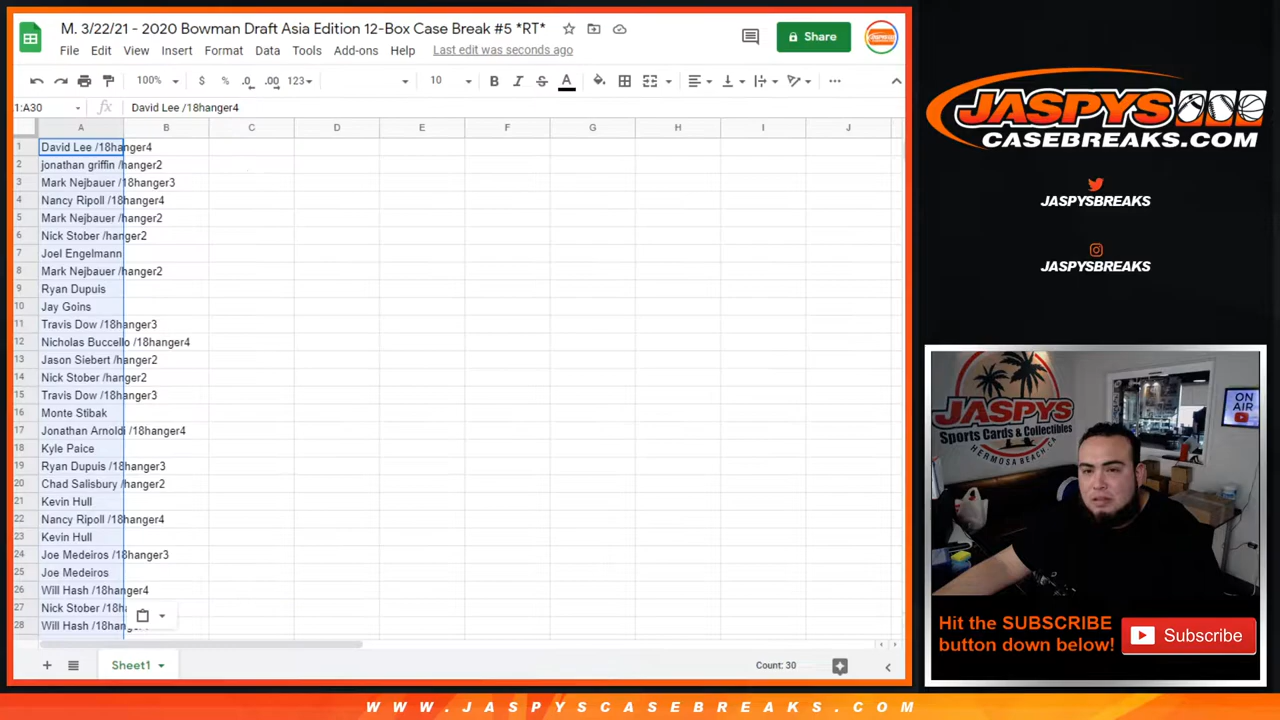 M. 3/22/21 - 2020 Bowman Draft Asia Edition 12-Box Case Break #5 *RT*
File Edit View Insert Format Data Tools Add-ons Help Last edit was seconds ago
Share
100% $ % .0 .00 123 10 B I S A
1:A30 fx David Lee /18hanger4
A B C D E F G H I J
1 David Lee /18hanger4
2 jonathan griffin /hanger2
3 Mark Nejbauer /18hanger3
4 Nancy Ripoll /18hanger4
5 Mark Nejbauer /hanger2
6 Nick Stober /hanger2
7 Joel Engelmann
8 Mark Nejbauer /hanger2
9 Ryan Dupuis
10 Jay Goins
11 Travis Dow /18hanger3
12 Nicholas Buccello /18hanger4
13 Jason Siebert /hanger2
14 Nick Stober /hanger2
15 Travis Dow /18hanger3
16 Monte Stibak
17 Jonathan Arnoldi /18hanger4
18 Kyle Paice
19 Ryan Dupuis /18hanger3
20 Chad Salisbury /hanger2
21 Kevin Hull
22 Nancy Ripoll /18hanger4
23 Kevin Hull
24 Joe Medeiros /18hanger3
25 Joe Medeiros
26 Will Hash /18hanger4
27 Nick Stober /18ha
28 Will Hash /18han
Sheet1
Count: 30
JASPYS
CASEBREAKS.COM
JASPYSBREAKS
JASPYSBREAKS
JASPYS
Sports Cards & Collectibles
HERMOSA BEACH, CA
ON
AIR
Hit the SUBSCRIBE
button down below!
Subscribe
WWW.JASPYSCASEBREAKS.COM